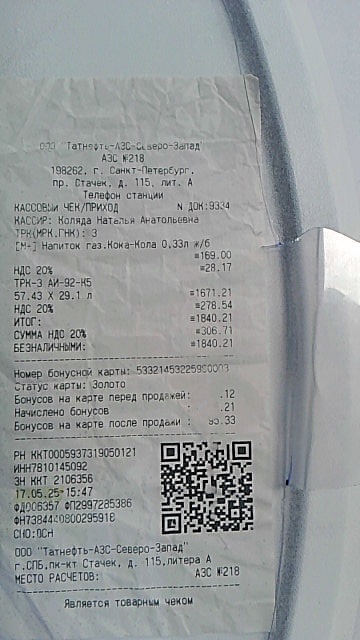 ООО "Татнефть-АЗС-Северо-Запад"
АЗС №218
198262, г. Санкт-Петербург,
пр. Стачек, д. 115, лит. А
Телефон станции
КАССОВЫЙ ЧЕК/ПРИХОД N ДОК:9334
КАССИР: Коляда Наталья Анатольевна
ТРК(МРК.ГНК): 3
[М-] Напиток газ.Кока-Кола 0,33л ж/б
=169.00
НДС 20% =28.17
ТРК-3 АИ-92-К5
57.43 X 29.1 л =1671.21
НДС 20% =278.54
ИТОГ: =1840.21
СУММА НДС 20% =306.71
БЕЗНАЛИЧНЫМИ: =1840.21
Номер бонусной карты:
Статус карты: Золото
Бонусов на карте перед продажей: .12
Начислено бонусов .21
Бонусов на карте после продажи .33
РН ККТ0005937319050121
ИНН7810145092
ЗН ККТ 2106356
17.05.25 15:47
ФД006357 ФП2997285386
СНО:ОСН
ООО "Татнефть-АЗС-Северо-Запад"
г.СПБ,пк-кт Стачек, д. 115,литера А
МЕСТО РАСЧЕТОВ: АЗС №218
Является товарным чеком